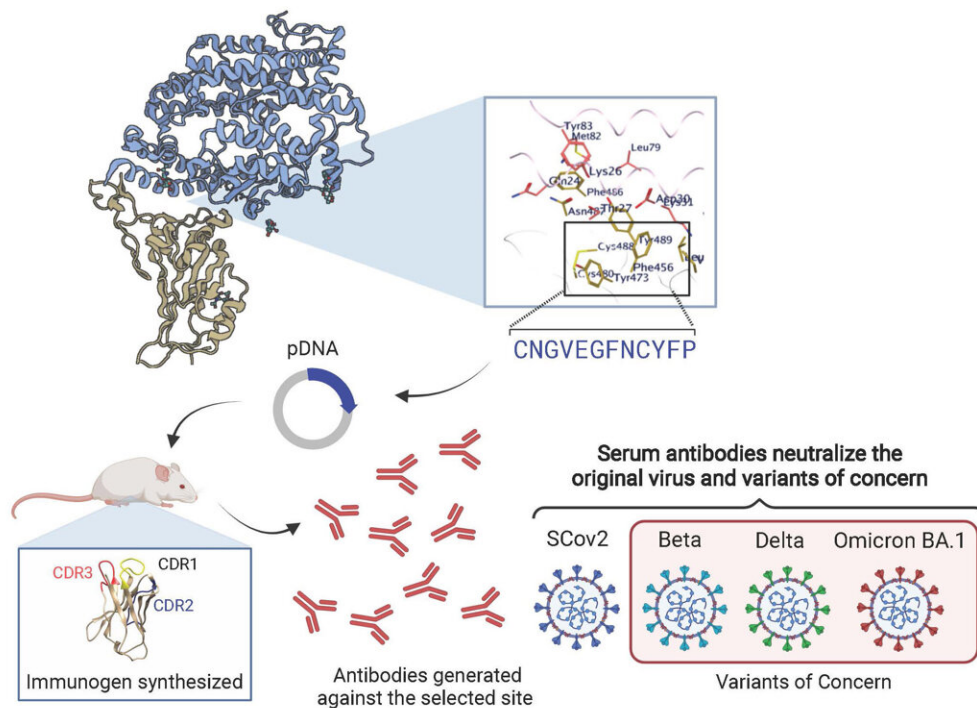 Tyr83
Met82
Leu79
Lys26
Gln24
Phe466
Asn487
Thr27
Cys488
Tyr489
Cys480
Phe456
Tyr473
CNGVEGFNCYFP
pDNA
Serum antibodies neutralize the
original virus and variants of concern
SCov2
Beta
Delta
Omicron BA.1
CDR3
CDR1
CDR2
Immunogen synthesized
Antibodies generated
against the selected site
Variants of Concern